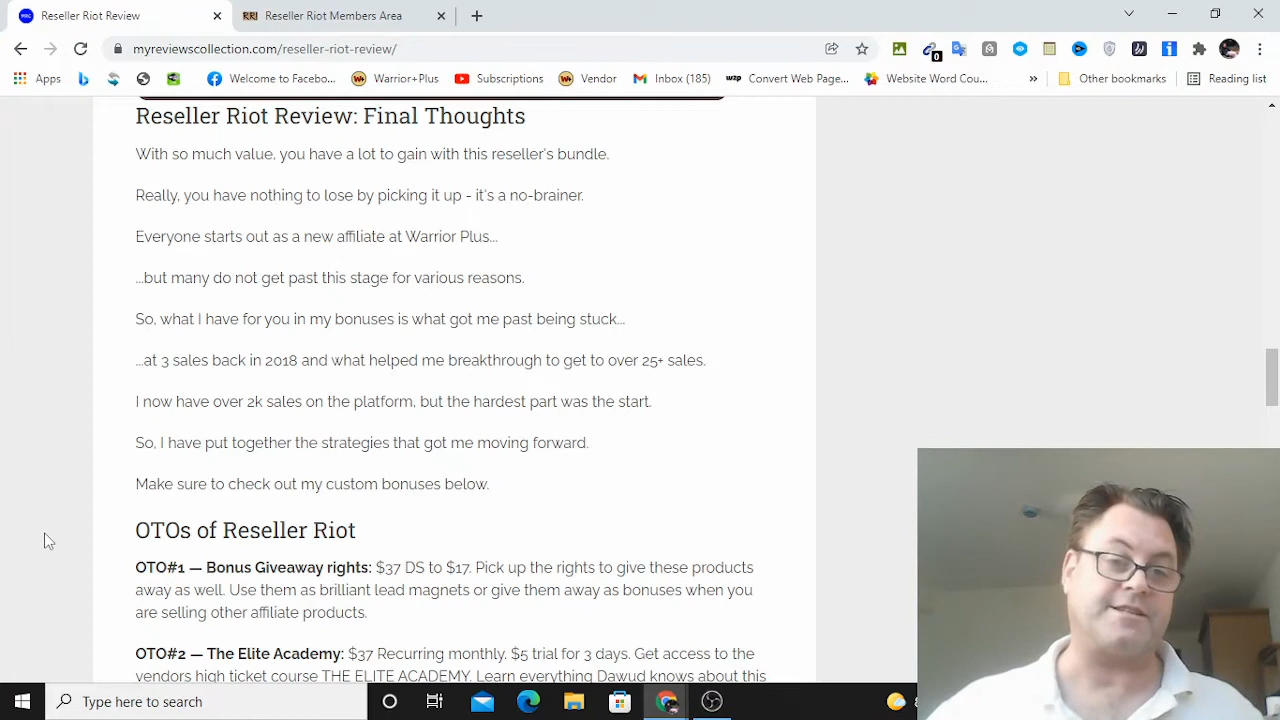 Reseller Riot Review
Reseller Riot Members Area
myreviewscollection.com/reseller-riot-review/
0
Apps
Welcome to Facebo...
Warrior+Plus
Subscriptions
Vendor
Inbox (185)
Convert Web Page...
Website Word Cou...
»
Other bookmarks
Reading list
Reseller Riot Review: Final Thoughts
With so much value, you have a lot to gain with this reseller's bundle.
Really, you have nothing to lose by picking it up - it's a no-brainer.
Everyone starts out as a new affiliate at Warrior Plus...
...but many do not get past this stage for various reasons.
So, what I have for you in my bonuses is what got me past being stuck...
...at 3 sales back in 2018 and what helped me breakthrough to get to over 25+ sales.
I now have over 2k sales on the platform, but the hardest part was the start.
So, I have put together the strategies that got me moving forward.
Make sure to check out my custom bonuses below.
OTOs of Reseller Riot
OTO#1 — Bonus Giveaway rights: $37 DS to $17. Pick up the rights to give these products
away as well. Use them as brilliant lead magnets or give them away as bonuses when you
are selling other affiliate products.
OTO#2 — The Elite Academy: $37 Recurring monthly. $5 trial for 3 days. Get access to the
vendors high ticket course THE ELITE ACADEMY. Learn everything Dawud knows about this
Type here to search